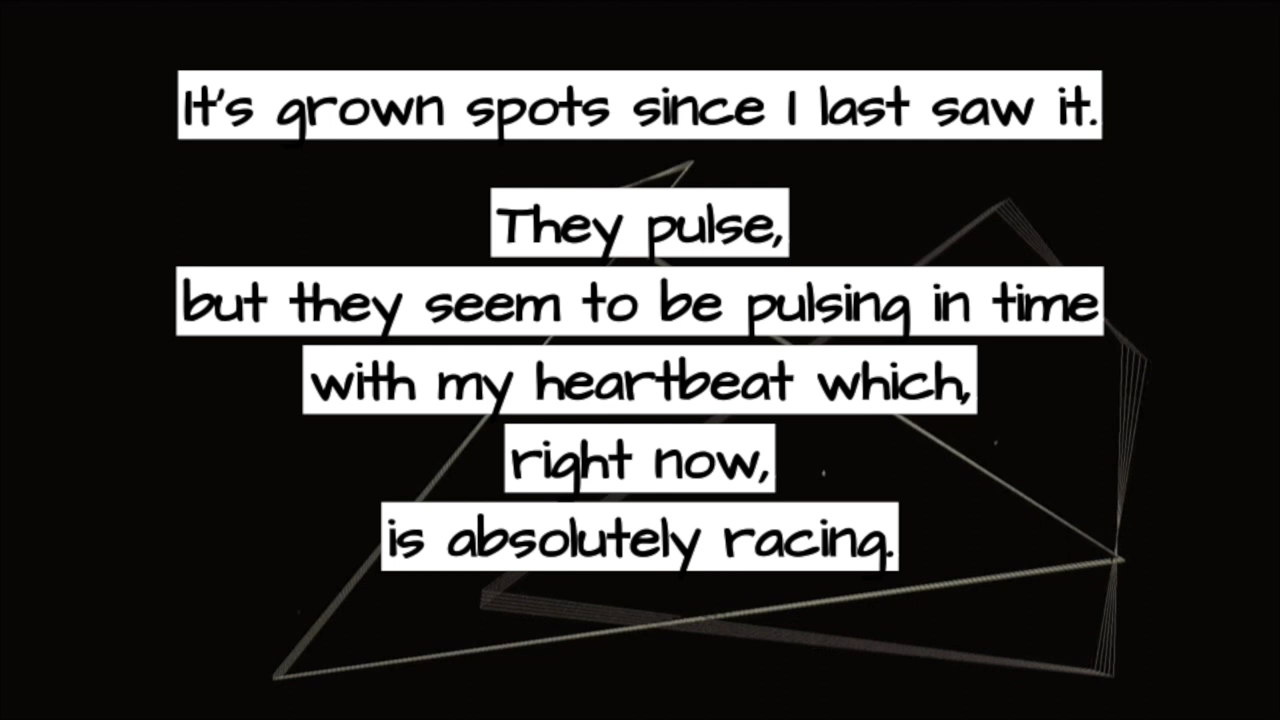 It's grown spots since I last saw it.
They pulse,
but they seem to be pulsing in time
with my heartbeat which,
right now,
is absolutely racing.